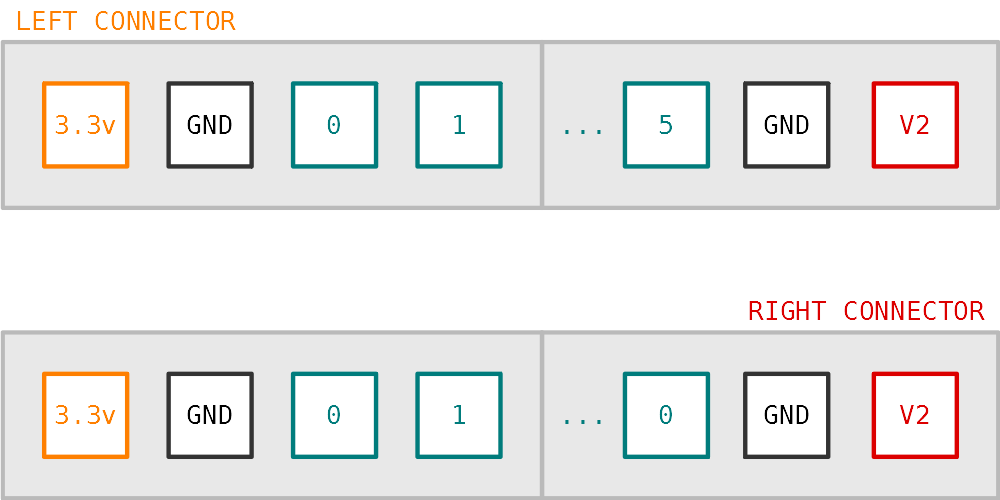 LEFT CONNECTOR
3.3v GND 0 1 ... 5 GND V2
RIGHT CONNECTOR
3.3v GND 0 1 ... 0 GND V2